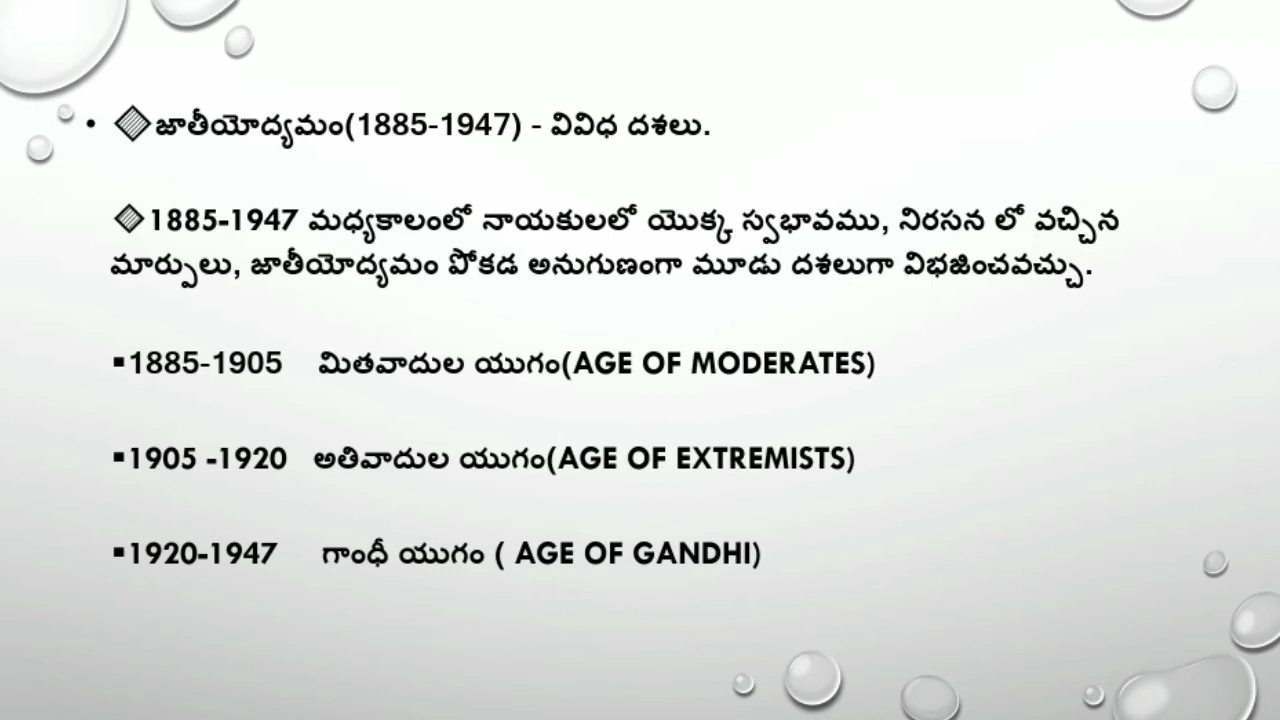 • జాతీయోద్యమం(1885-1947) - వివిధ దశలు.
1885-1947 మధ్యకాలంలో నాయకులలో యొక్క స్వభావము, నిరసన లో వచ్చిన
మార్పులు, జాతీయోద్యమం పోకడ అనుగుణంగా మూడు దశలుగా విభజించవచ్చు.
▪1885-1905 మితవాదుల యుగం(AGE OF MODERATES)
▪1905 -1920 అతివాదుల యుగం(AGE OF EXTREMISTS)
▪1920-1947 గాంధీ యుగం ( AGE OF GANDHI)